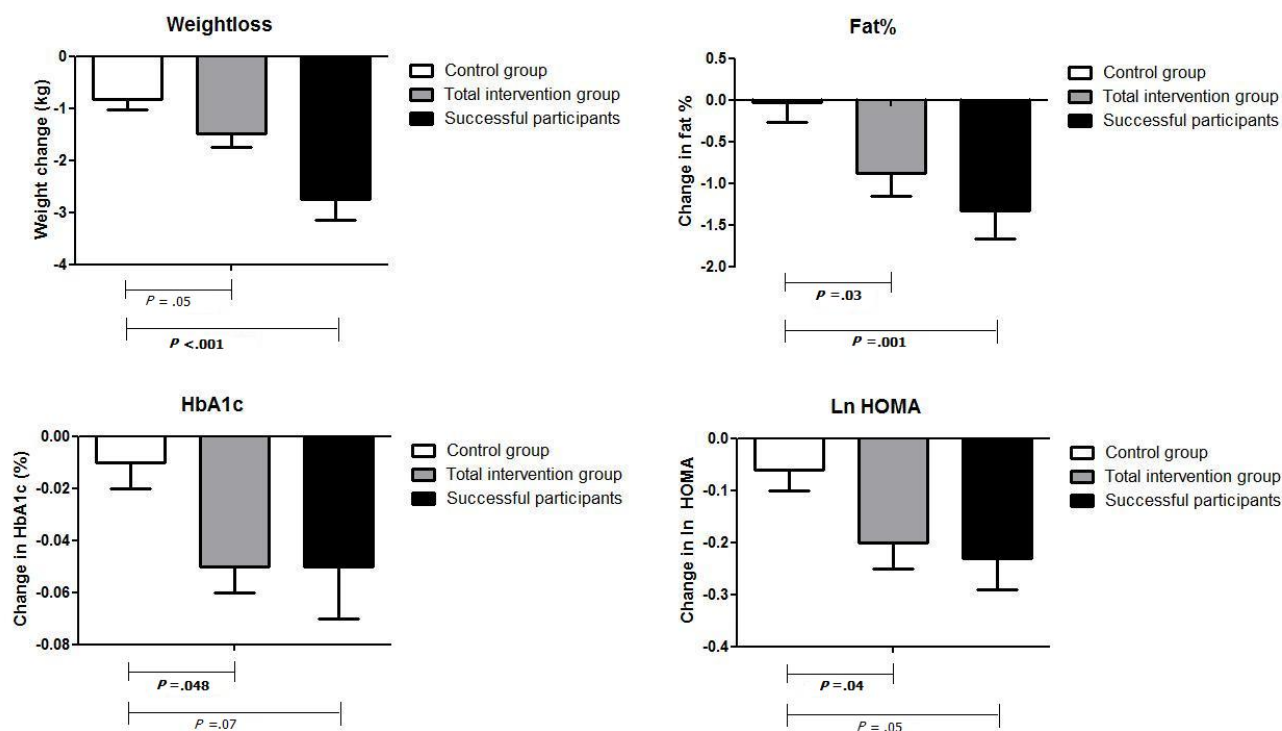 Weightloss
Weight change (kg)
0
-1
-2
-3
-4
Control group
Total intervention group
Successful participants
P = .05
P <.001
Fat%
Change in fat %
0.5
0.0
-0.5
-1.0
-1.5
-2.0
Control group
Total intervention group
Successful participants
P =.03
P =.001
HbA1c
Change in HbA1c (%)
0.00
-0.02
-0.04
-0.06
-0.08
Control group
Total intervention group
Successful participants
P =.048
P =.07
Ln HOMA
Change in ln HOMA
0.0
-0.1
-0.2
-0.3
-0.4
Control group
Total intervention group
Successful participants
P =.04
P =.05